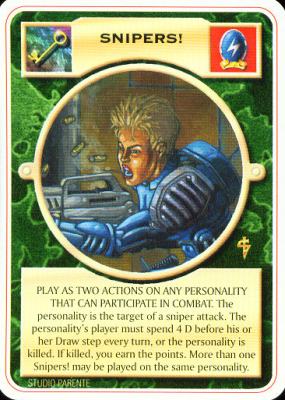 SNIPERS!
PLAY AS TWO ACTIONS ON ANY PERSONALITY
THAT CAN PARTICIPATE IN COMBAT. The
personality is the target of a sniper attack. The
personality's player must spend 4 D before his or
her Draw step every turn, or the personality
is killed. If killed, you earn the points. More than one
Snipers! may be played on the same personality.
STUDIO PARENTE